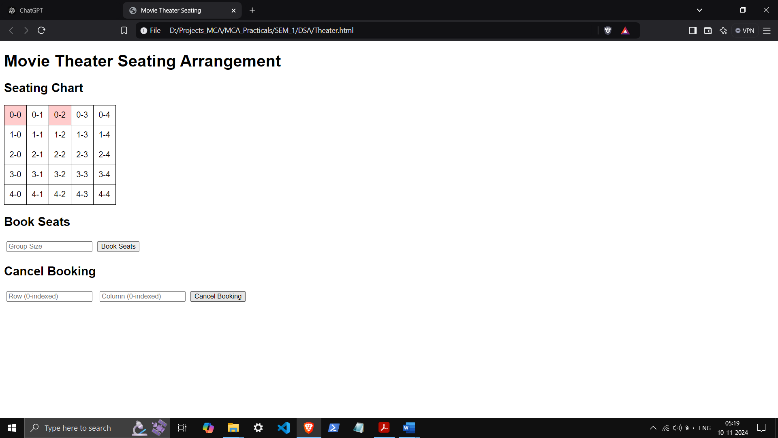 ChatGPT
Movie Theater Seating
File D:/Projects MCA/MCA Practicals/SEM 1/DSA/Theater.html
VPN
Movie Theater Seating Arrangement
Seating Chart
0-0 0-1 0-2 0-3 0-4
1-0 1-1 1-2 1-3 1-4
2-0 2-1 2-2 2-3 2-4
3-0 3-1 3-2 3-3 3-4
4-0 4-1 4-2 4-3 4-4
Book Seats
Group Size Book Seats
Cancel Booking
Row (0-indexed) Column (0-indexed) Cancel Booking
Type here to search
ENG
05:19
10-11-2024